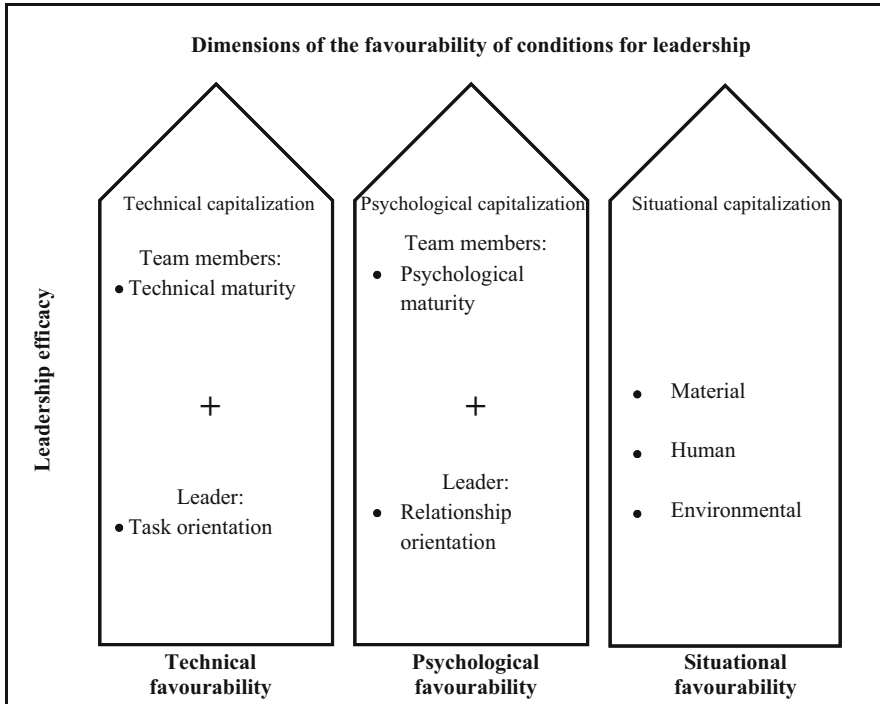 Dimensions of the favourability of conditions for leadership
Leadership efficacy
Technical capitalization
Team members:
• Technical maturity
+
Leader:
• Task orientation
Technical
favourability
Psychological capitalization
Team members:
• Psychological
maturity
+
Leader:
• Relationship
orientation
Psychological
favourability
Situational capitalization
• Material
• Human
• Environmental
Situational
favourability